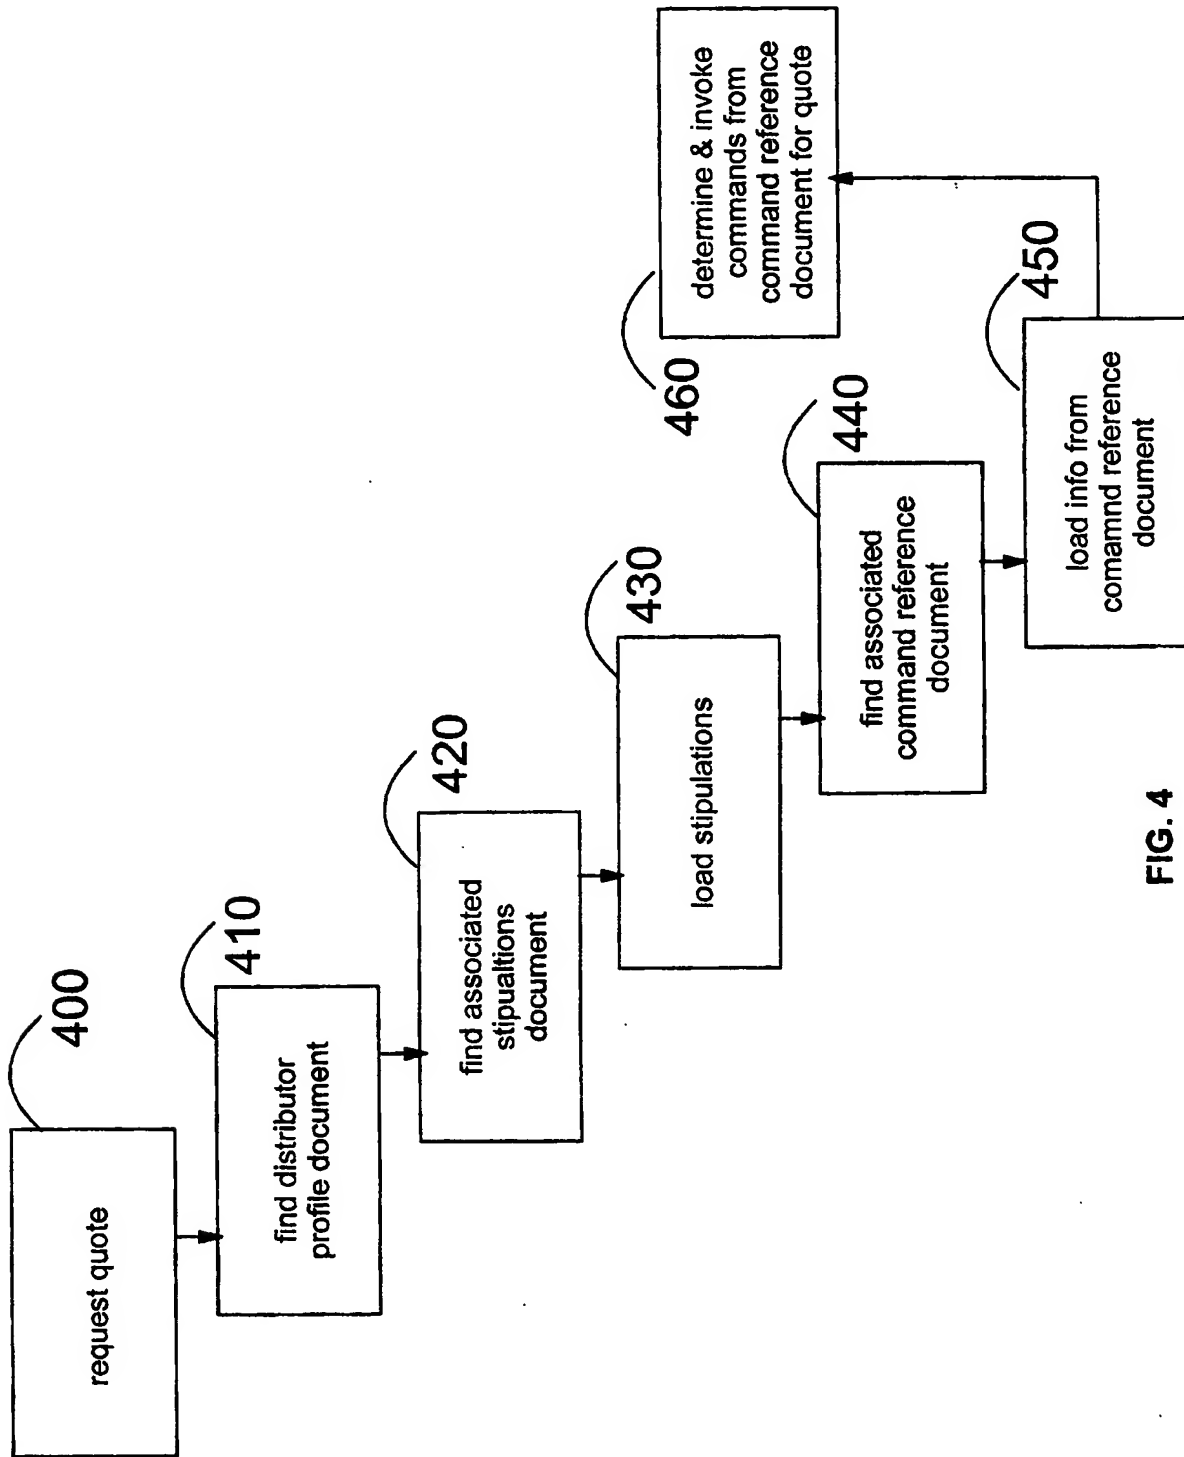 400
request quote
410
find distributor
profile document
420
find associated
stipualtions
document
430
load stipulations
440
find associated
command reference
document
450
load info from
comamnd reference
document
460
determine & invoke
commands from
command reference
document for quote
FIG. 4